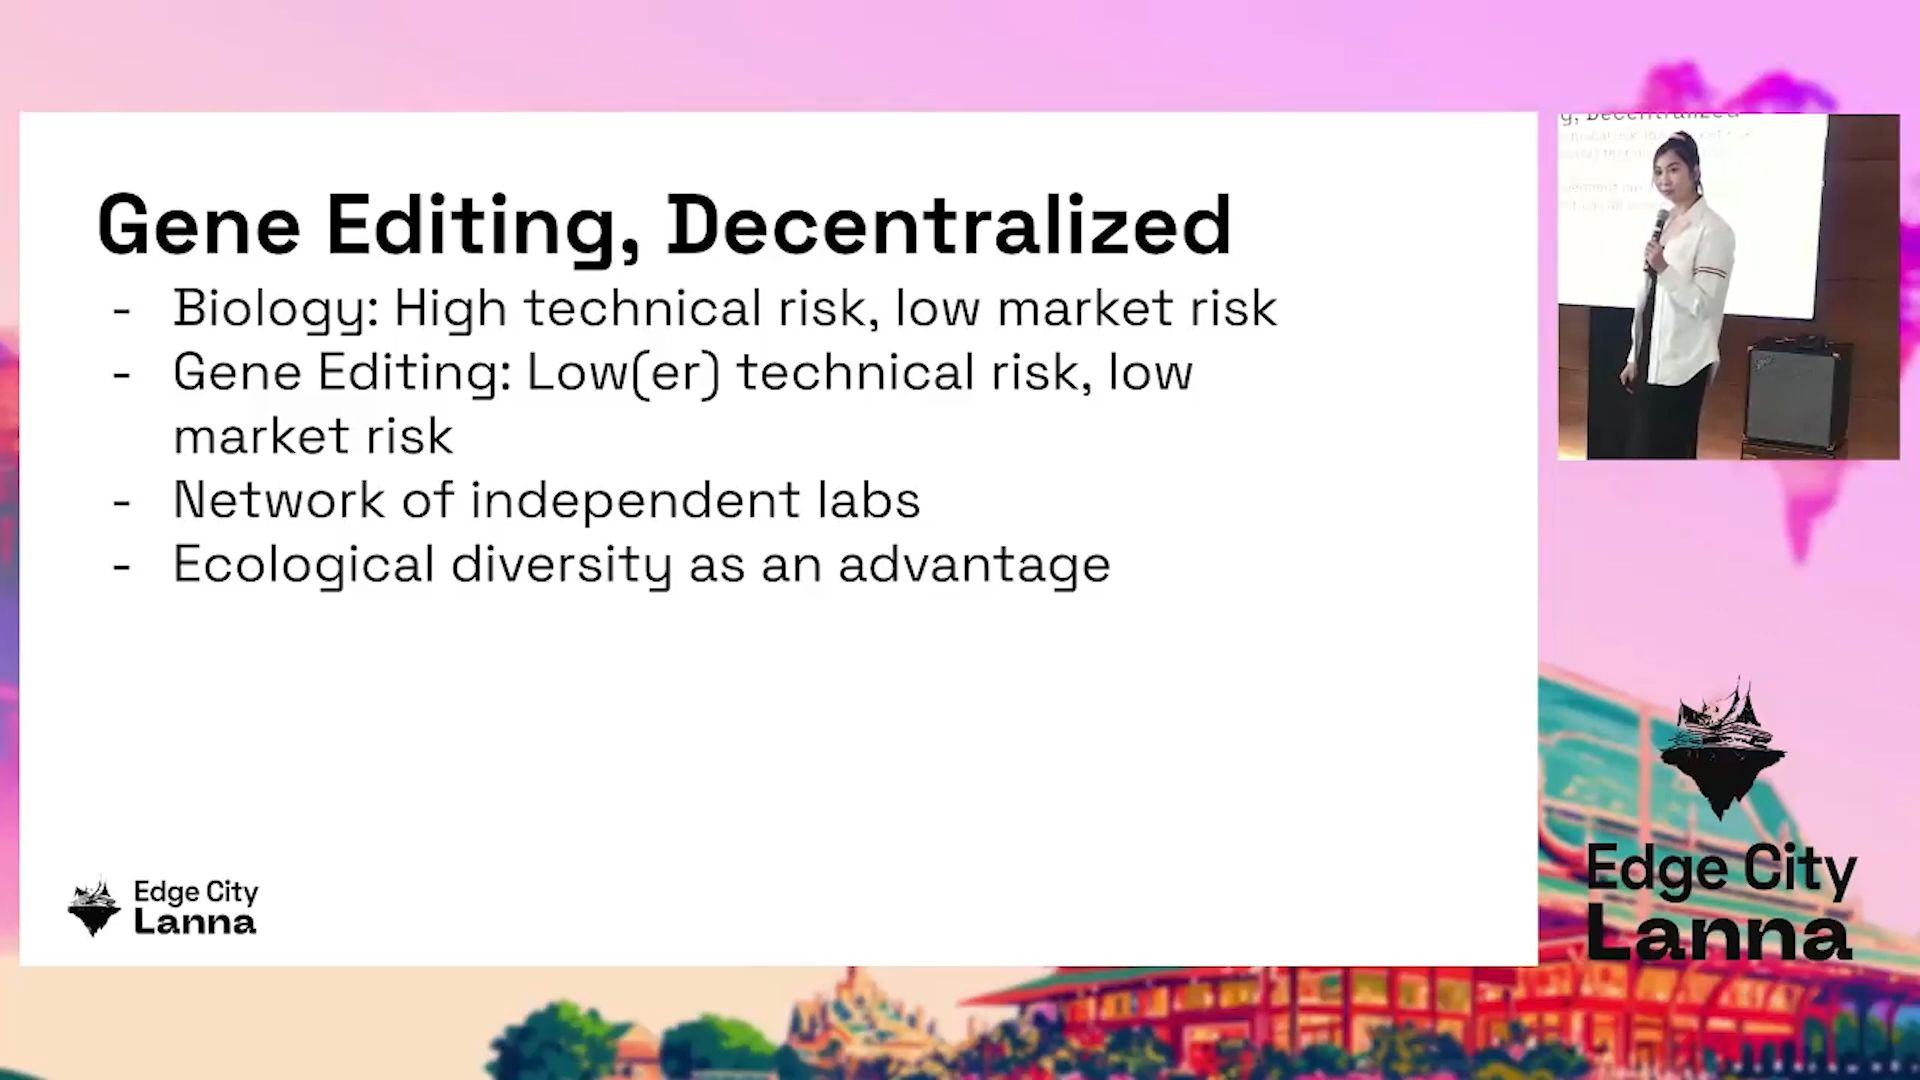 Gene Editing, Decentralized
- Biology: High technical risk, low market risk
- Gene Editing: Low(er) technical risk, low
market risk
- Network of independent labs
- Ecological diversity as an advantage
Edge City
Lanna
g, Decentralized
Edge City
Lanna